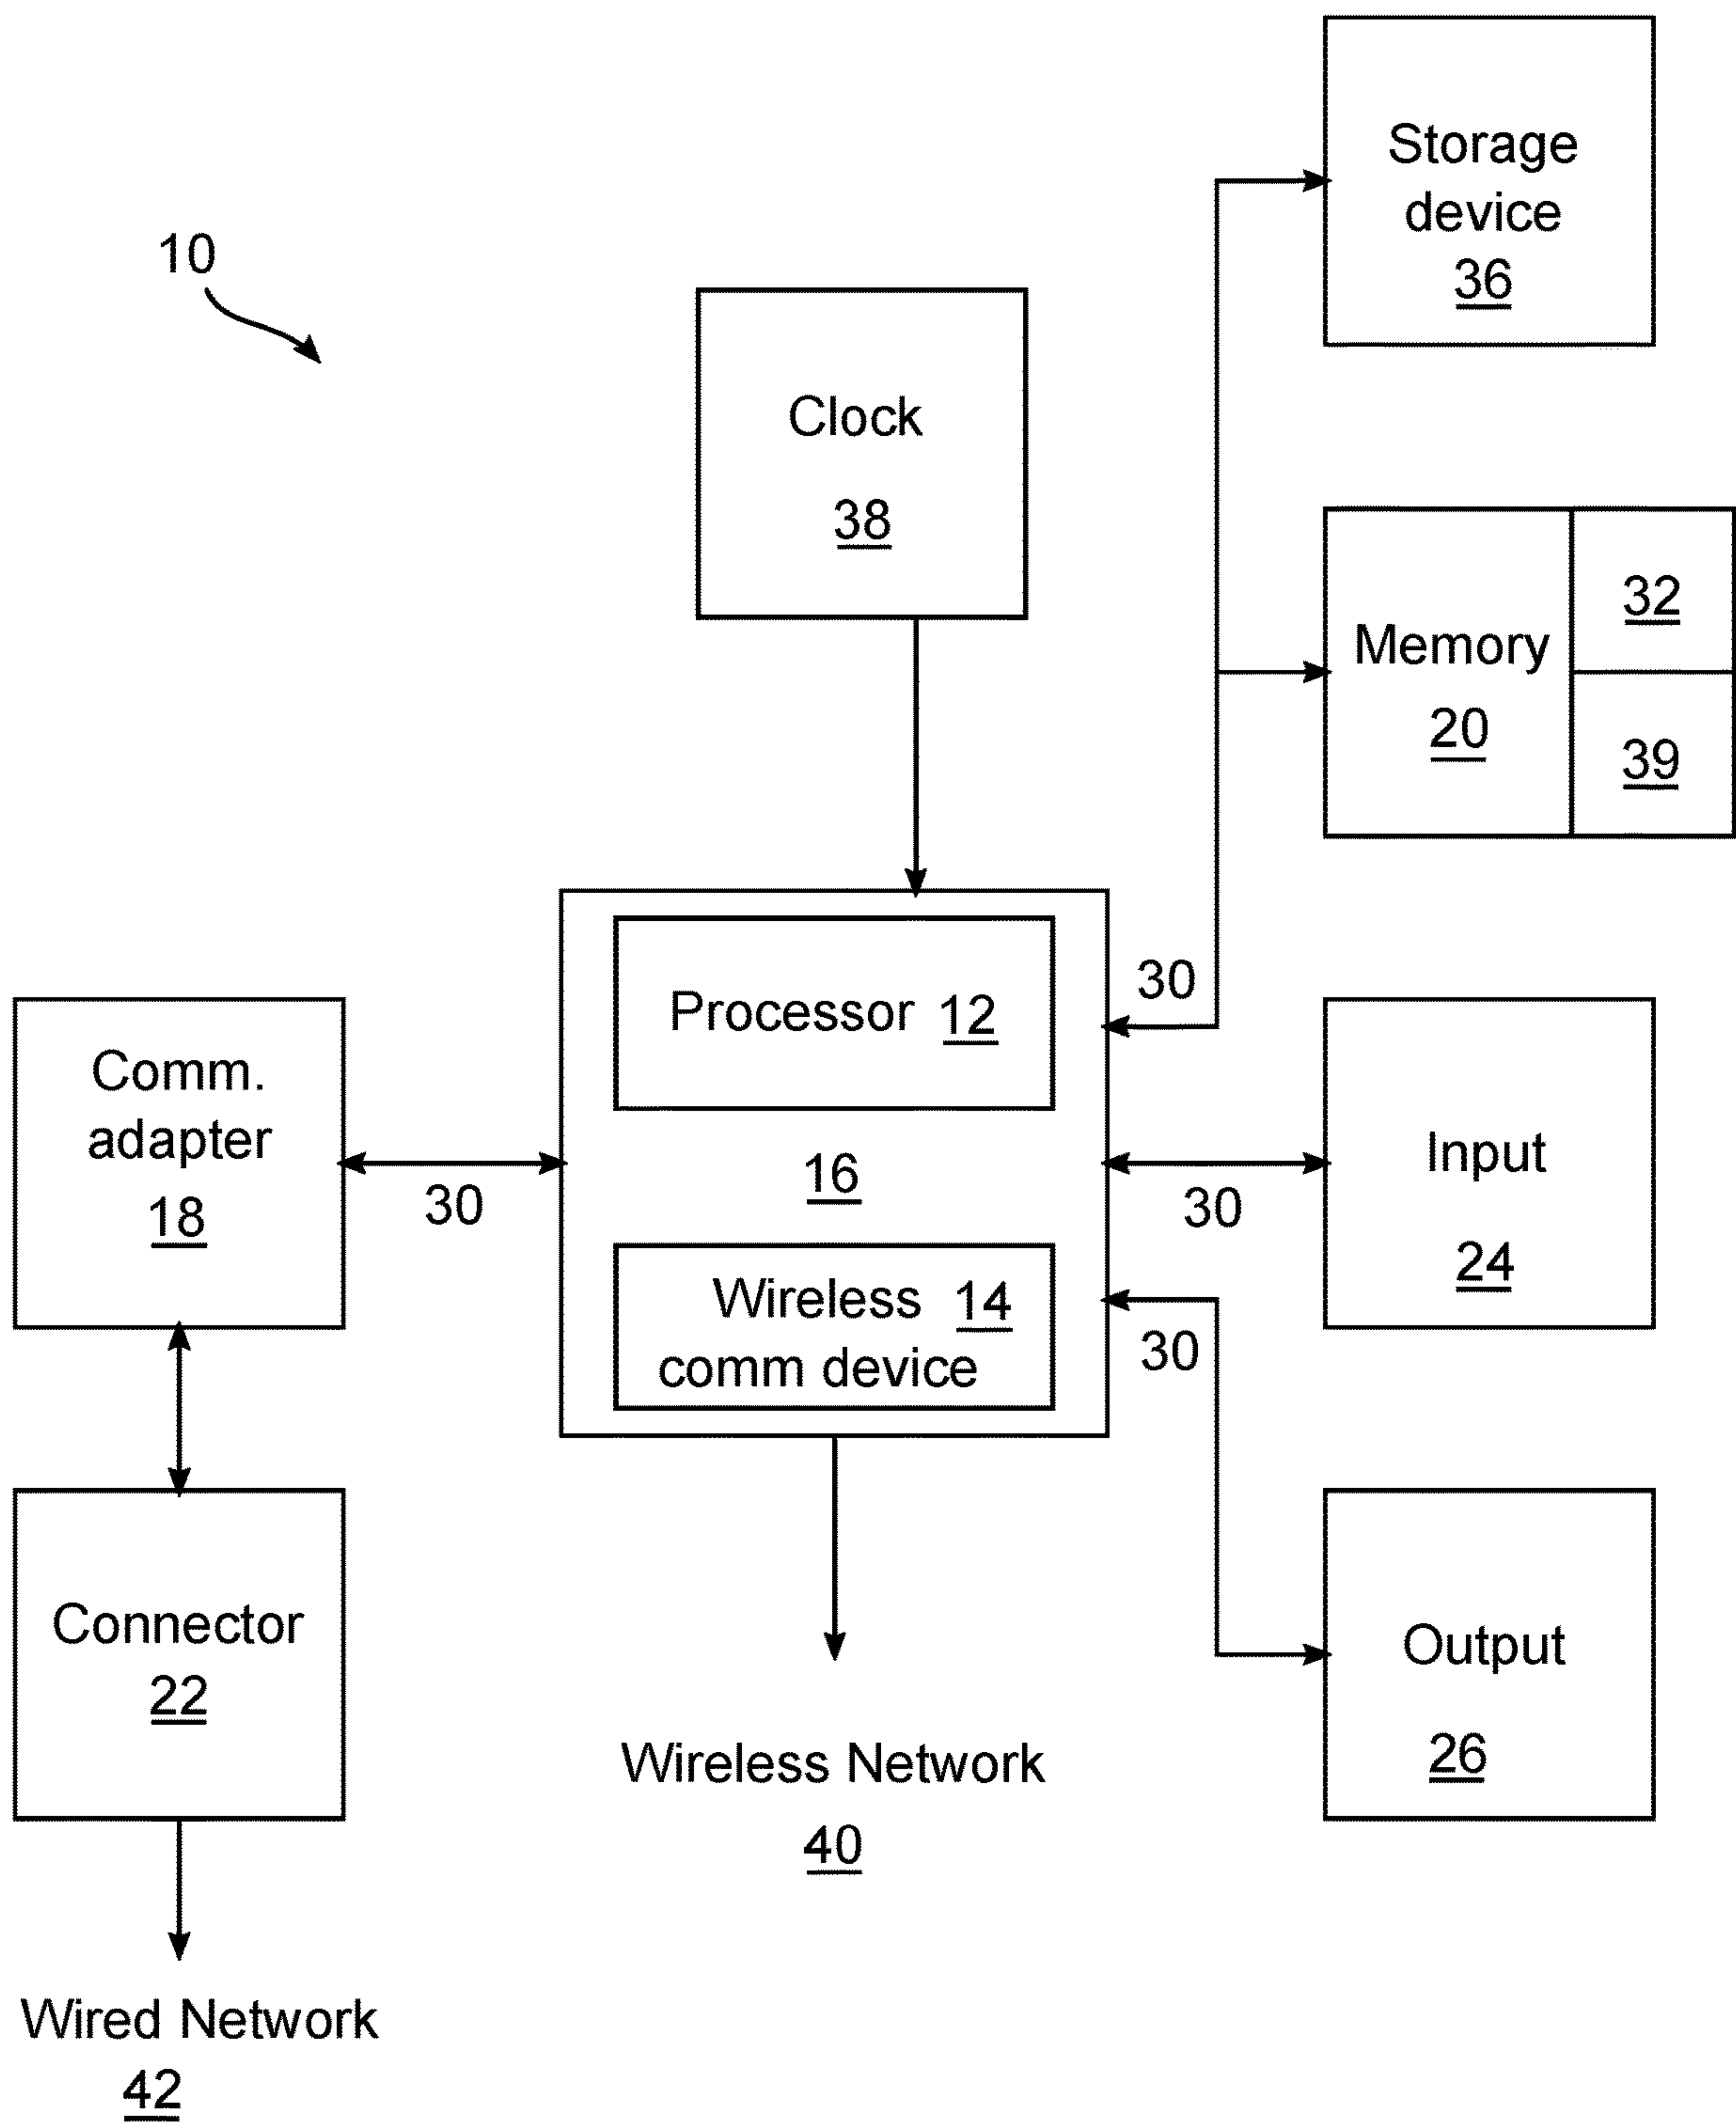 10
Storage
device
36
Clock
38
Memory
20
32
39
30
Processor 12
16
Wireless 14
comm device
Comm.
adapter
18
30
Input
24
30
30
Connector
22
Output
26
Wireless Network
40
Wired Network
42